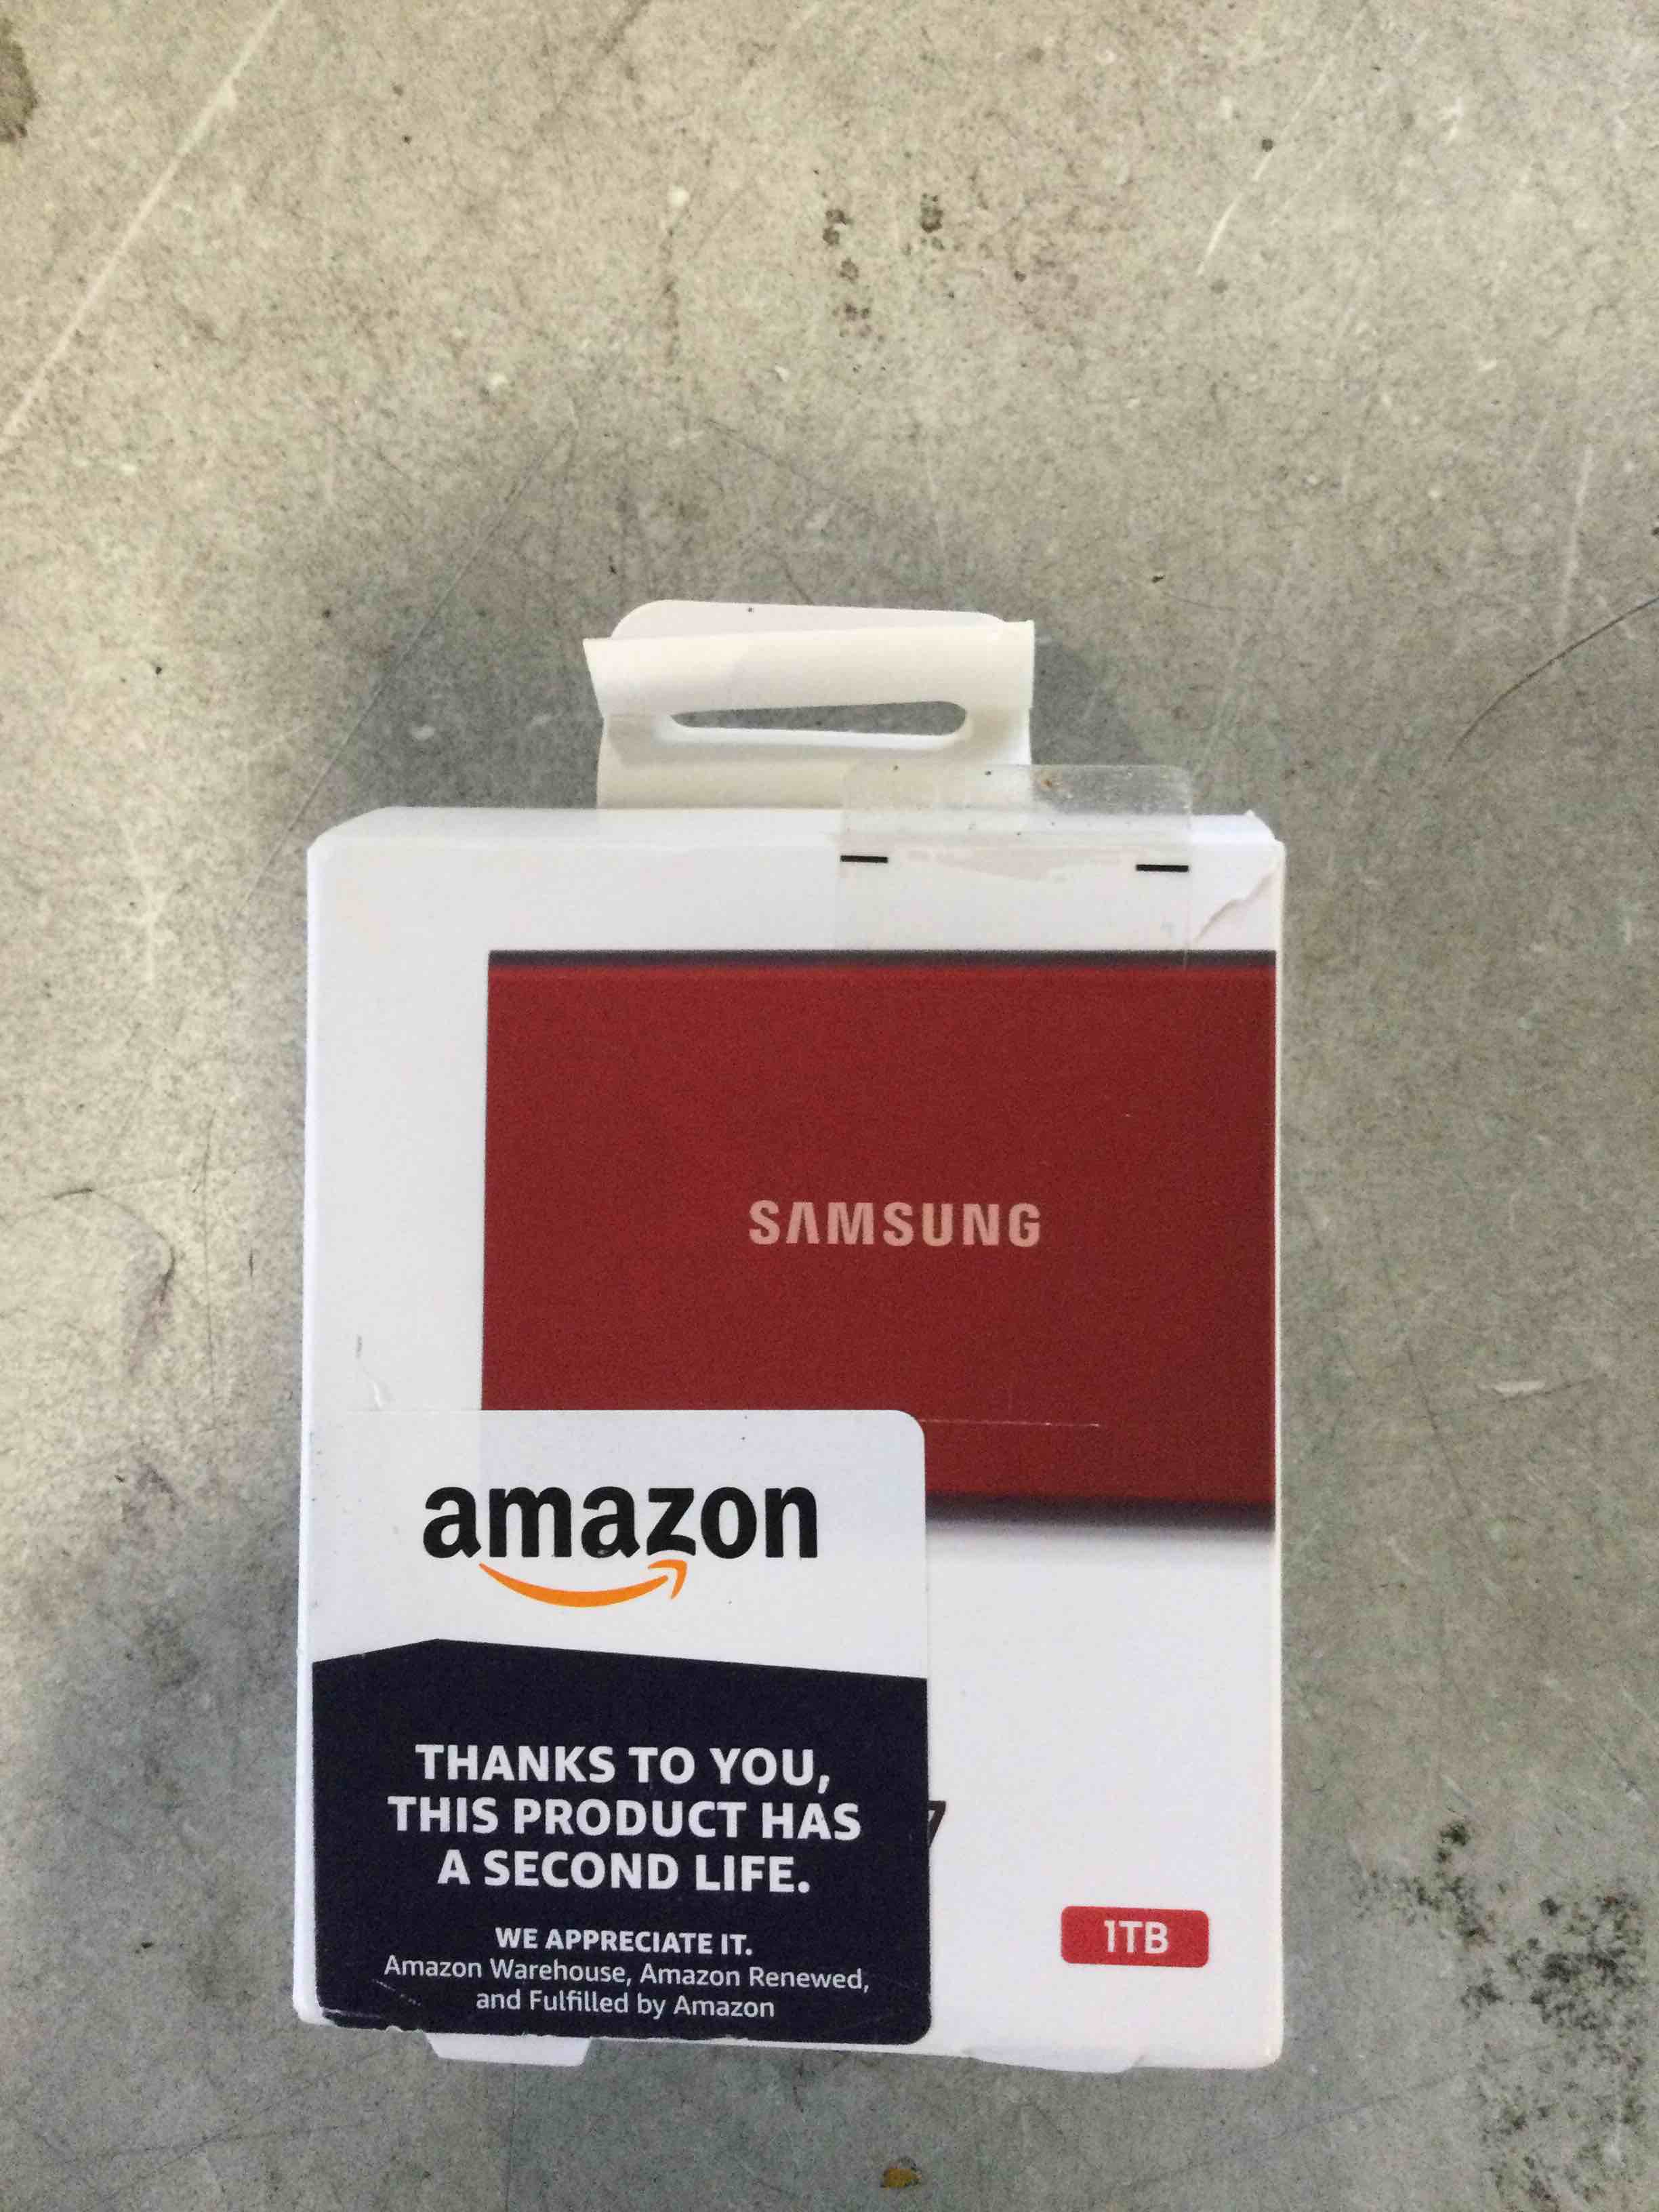 SAMSUNG
amazon
THANKS TO YOU,
THIS PRODUCT HAS
A SECOND LIFE.
WE APPRECIATE IT.
Amazon Warehouse, Amazon Renewed,
and Fulfilled by Amazon
7
1TB